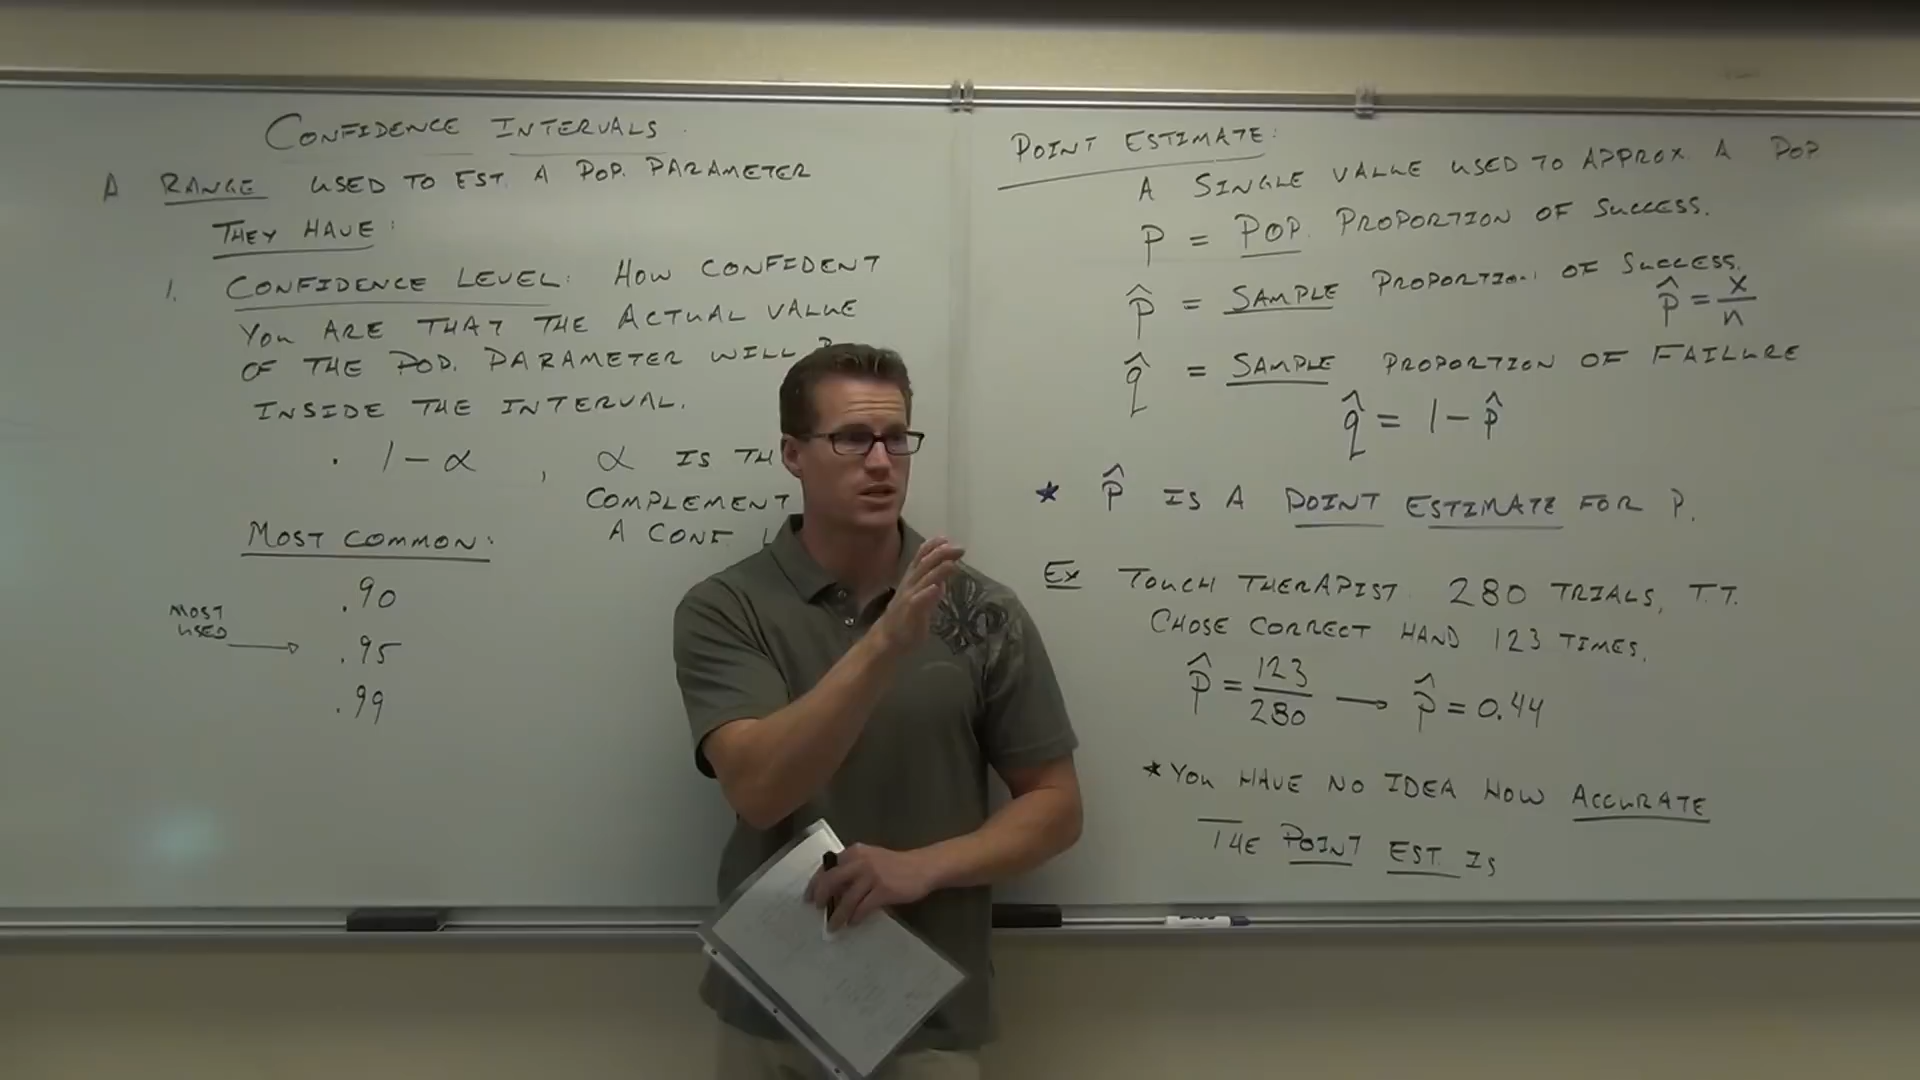 CONFIDENCE INTERVALS
A RANGE USED TO EST. A POP. PARAMETER
THEY HAVE:
1. CONFIDENCE LEVEL: HOW CONFIDENT
YOU ARE THAT THE ACTUAL VALUE
OF THE POP. PARAMETER WILL
INSIDE THE INTERVAL.
· 1-α , α IS TH
COMPLEMENT
A CONF
MOST COMMON:
.90
MOST USED → .95
.99
POINT ESTIMATE:
A SINGLE VALUE USED TO APPROX. A POP
P = POP. PROPORTION OF SUCCESS.
p̂ = SAMPLE PROPORTION OF SUCCESS.
p̂ = x/n
q̂ = SAMPLE PROPORTION OF FAILURE
q̂ = 1 - p̂
* p̂ IS A POINT ESTIMATE FOR P.
Ex TOUCH THERAPIST. 280 TRIALS, T.T.
CHOSE CORRECT HAND 123 TIMES.
p̂ = 123/280 → p̂ = 0.44
* YOU HAVE NO IDEA HOW ACCURATE
THE POINT EST. IS